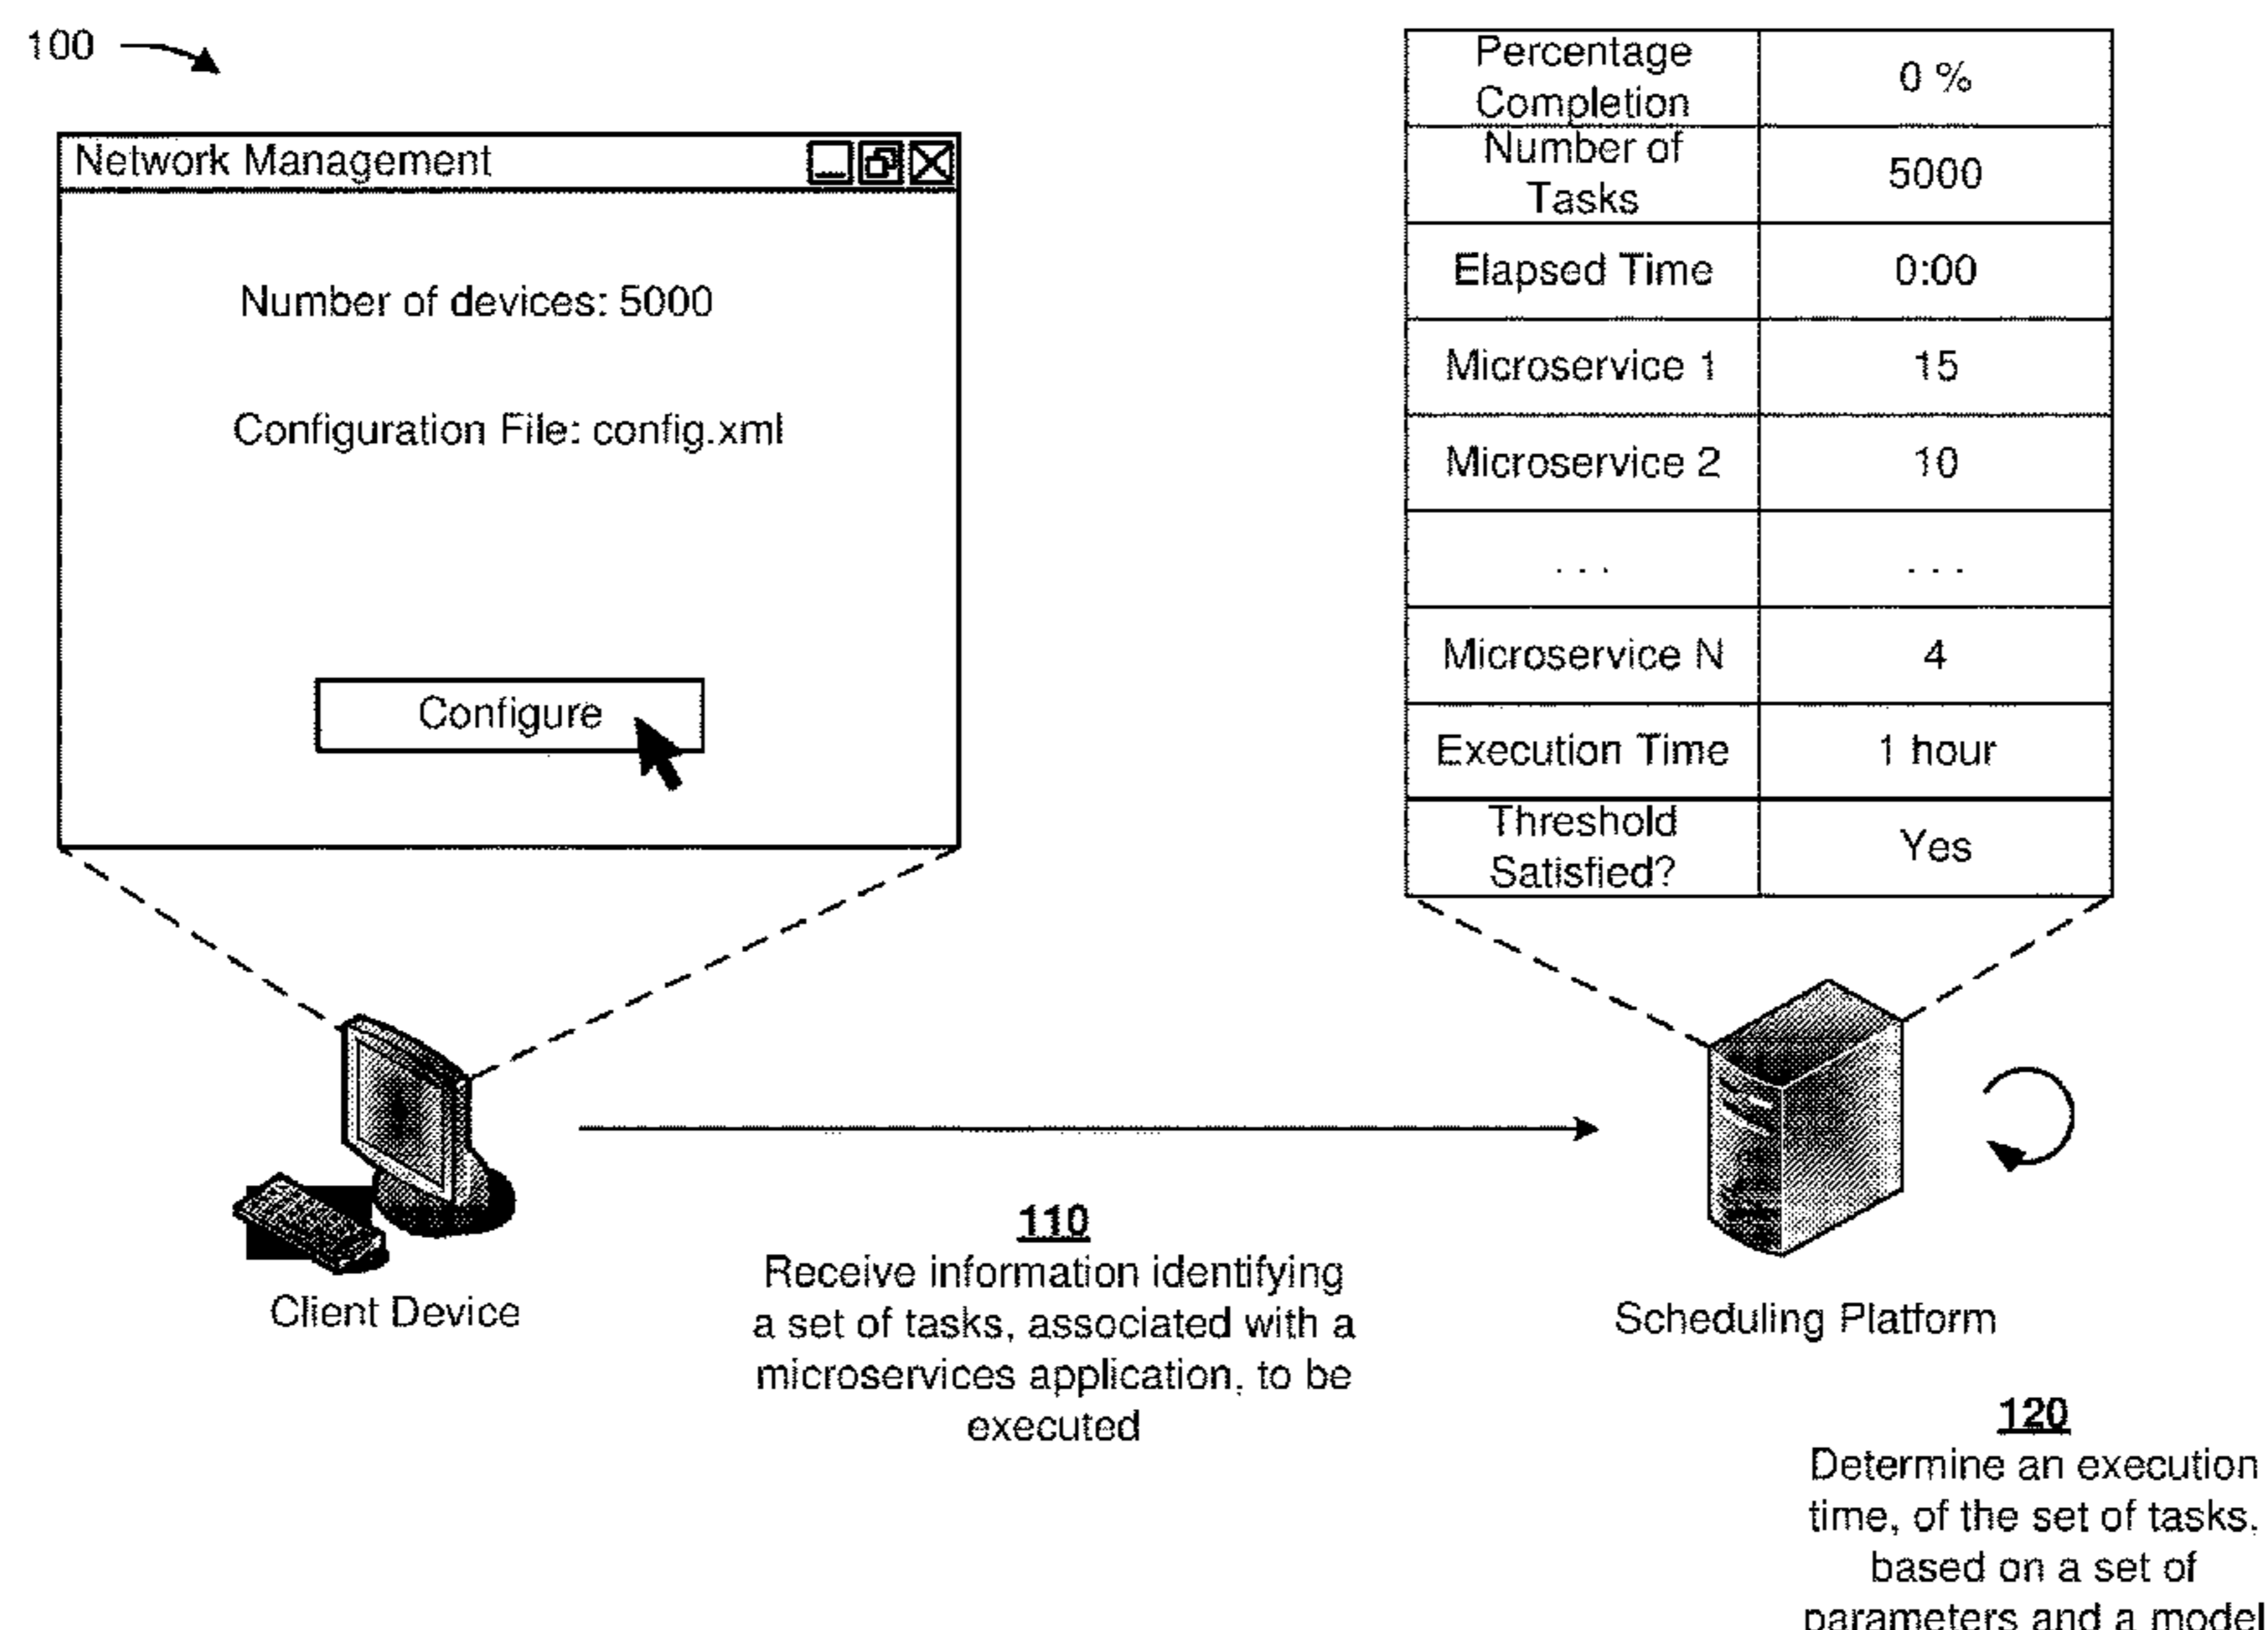 100
Network Management
Number of devices: 5000
Configuration File: config.xml
Configure
Percentage
Completion
0 %
Number of
Tasks
5000
Elapsed Time
0:00
Microservice 1
15
Microservice 2
10
. . .
. . .
Microservice N
4
Execution Time
1 hour
Threshold
Satisfied?
Yes
Client Device
110
Receive information identifying
a set of tasks, associated with a
microservices application, to be
executed
Scheduling Platform
120
Determine an execution
time, of the set of tasks,
based on a set of
parameters and a model